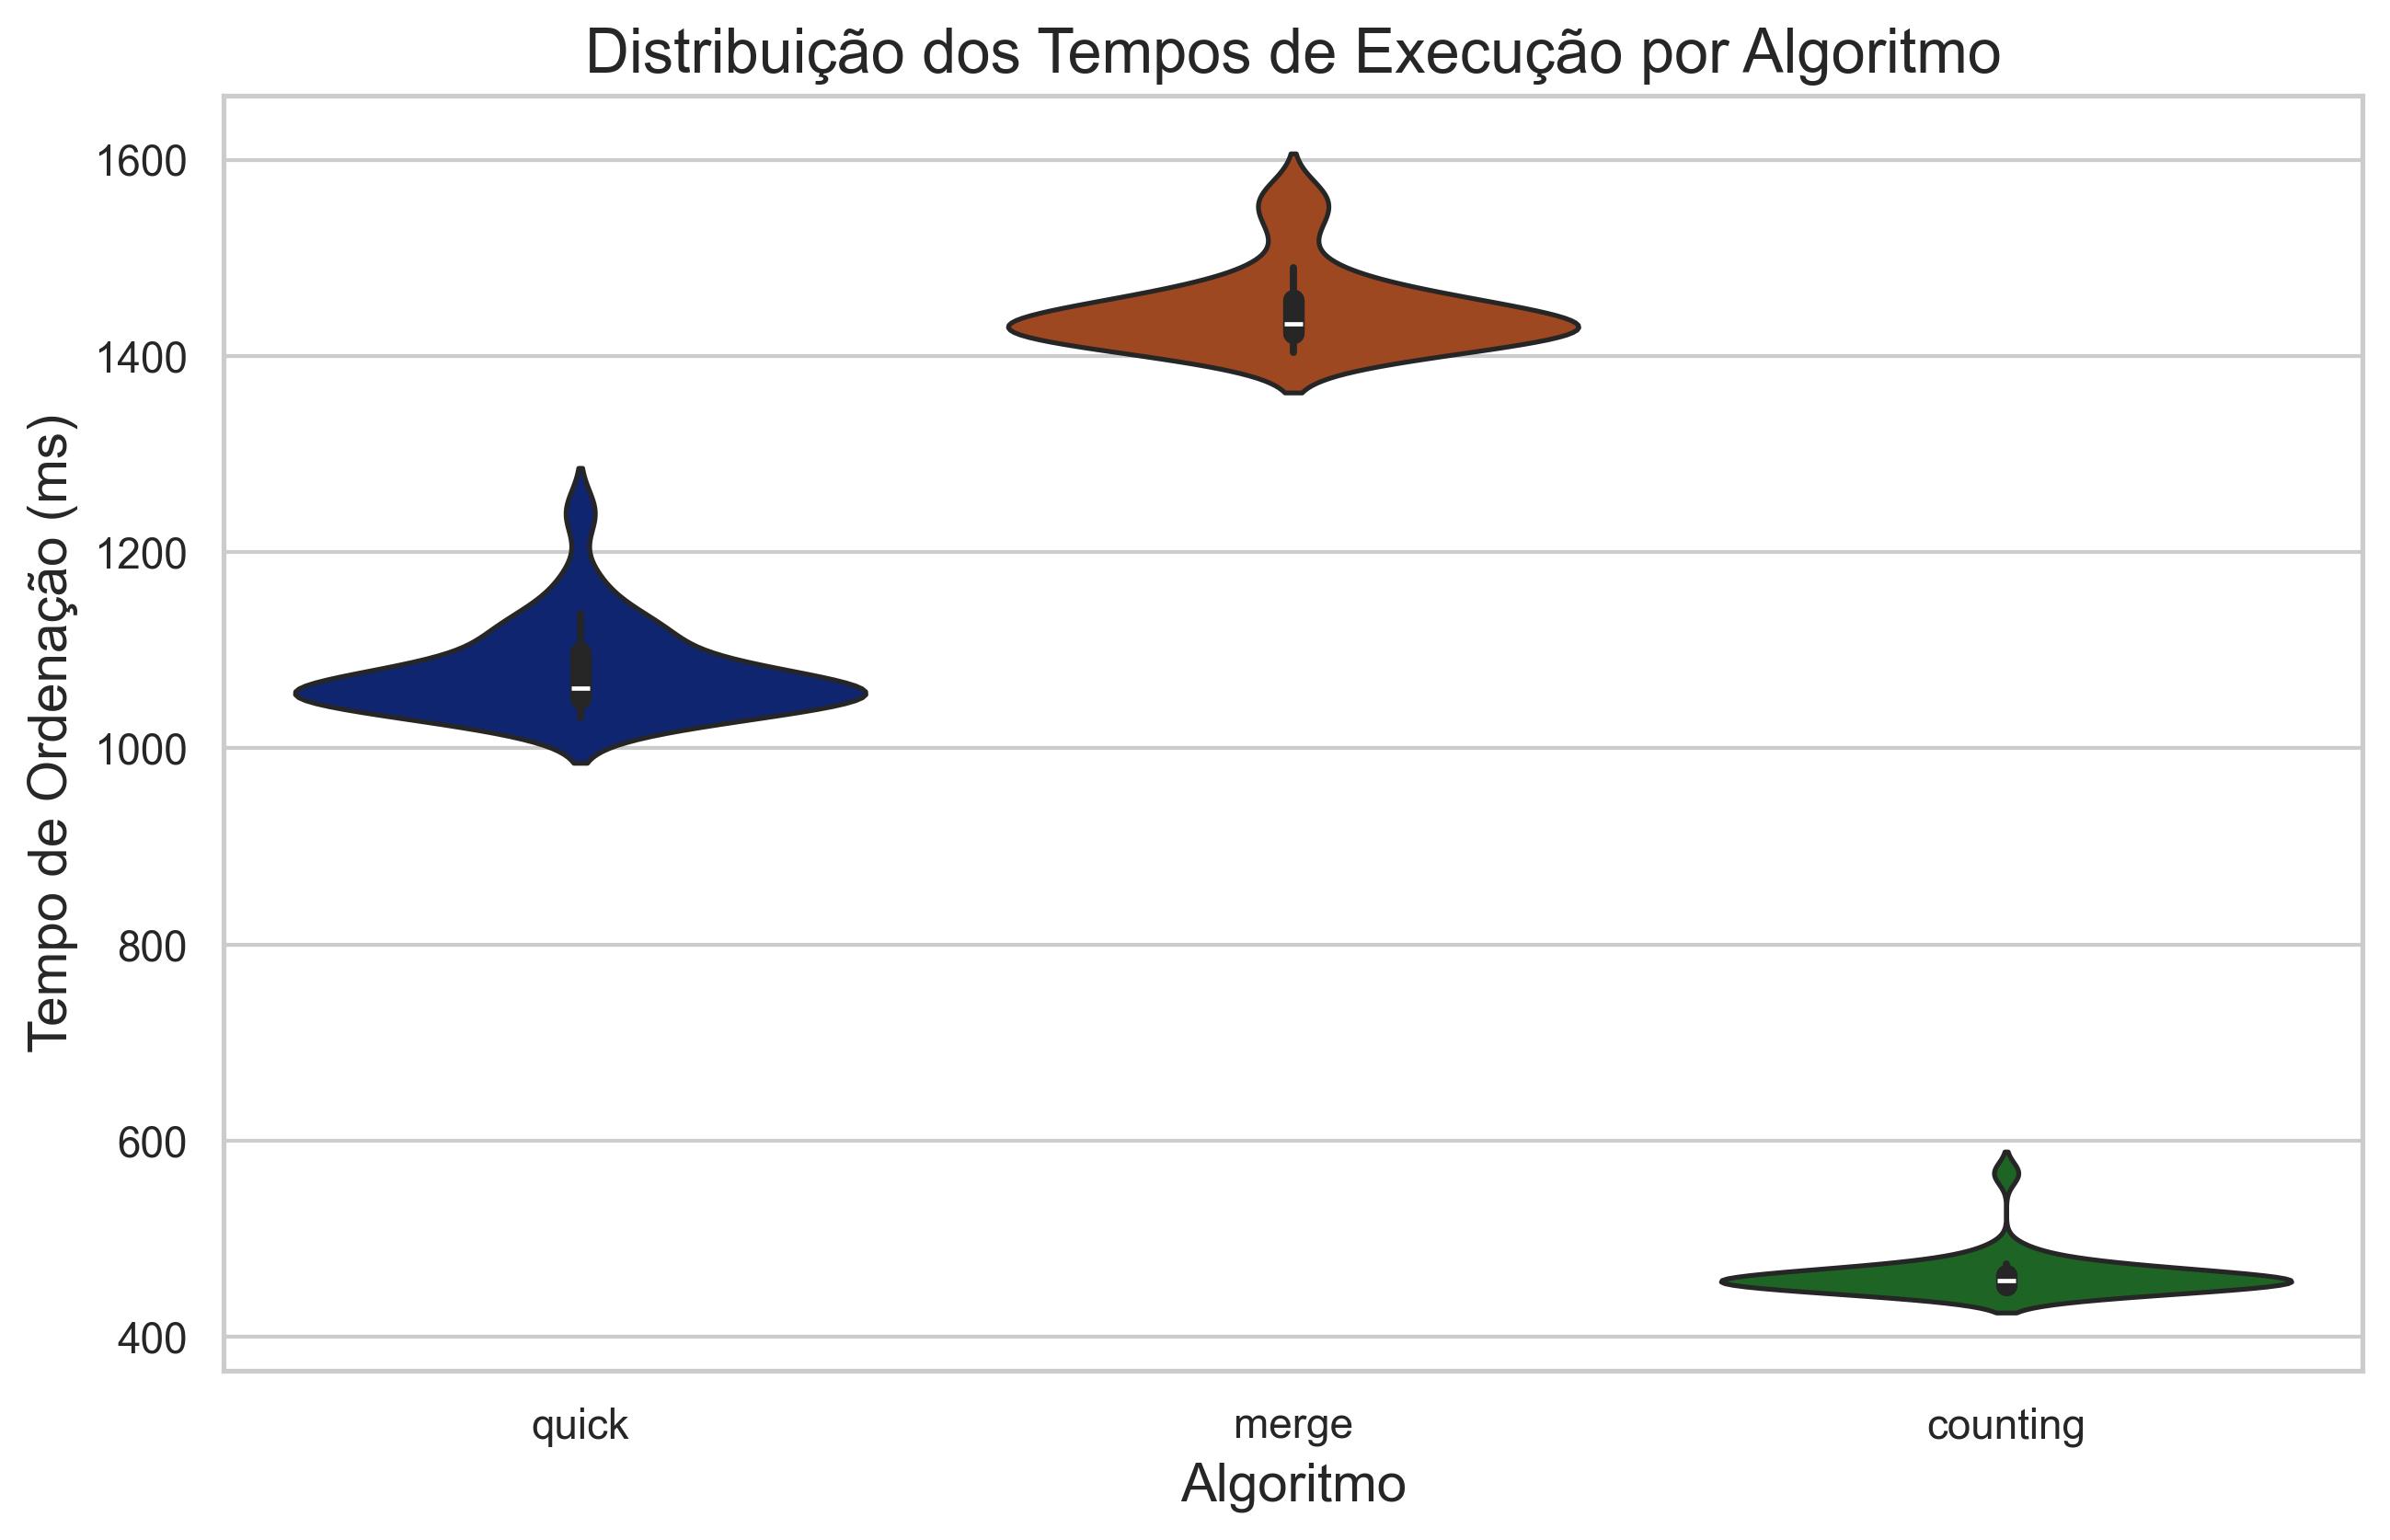 Distribuição dos Tempos de Execução por Algoritmo
Tempo de Ordenação (ms)
1600
1400
1200
1000
800
600
400
quick
merge
counting
Algoritmo